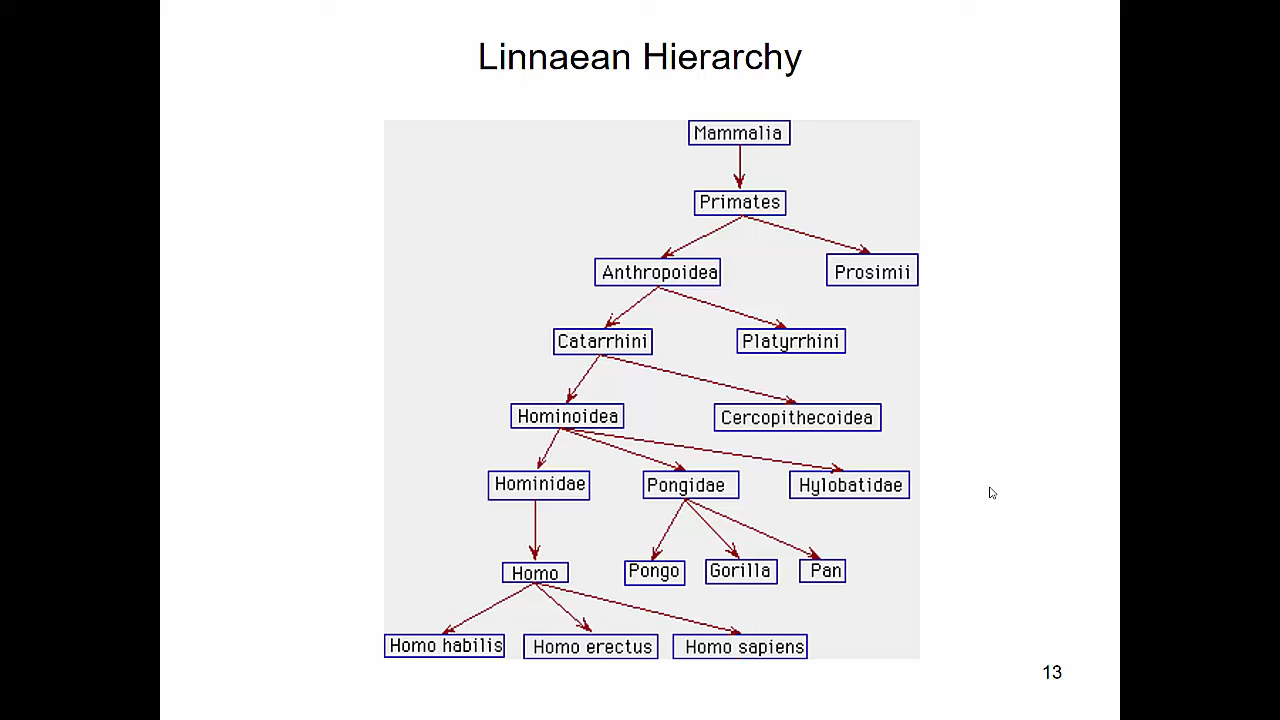 Linnaean Hierarchy
Mammalia
Primates
Anthropoidea
Prosimii
Catarrhini
Platyrrhini
Hominoidea
Cercopithecoidea
Hominidae
Pongidae
Hylobatidae
Homo
Pongo
Gorilla
Pan
Homo habilis
Homo erectus
Homo sapiens
13